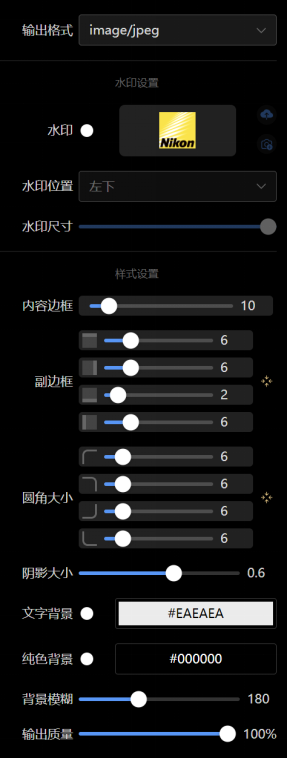 输出格式 image/jpeg
水印设置
水印 Nikon
水印位置 左下
水印尺寸
样式设置
内容边框 10
6
6
副边框
2
6
6
6
圆角大小
6
6
阴影大小 0.6
文字背景 #EAEAEA
纯色背景 #000000
背景模糊 180
输出质量 100%